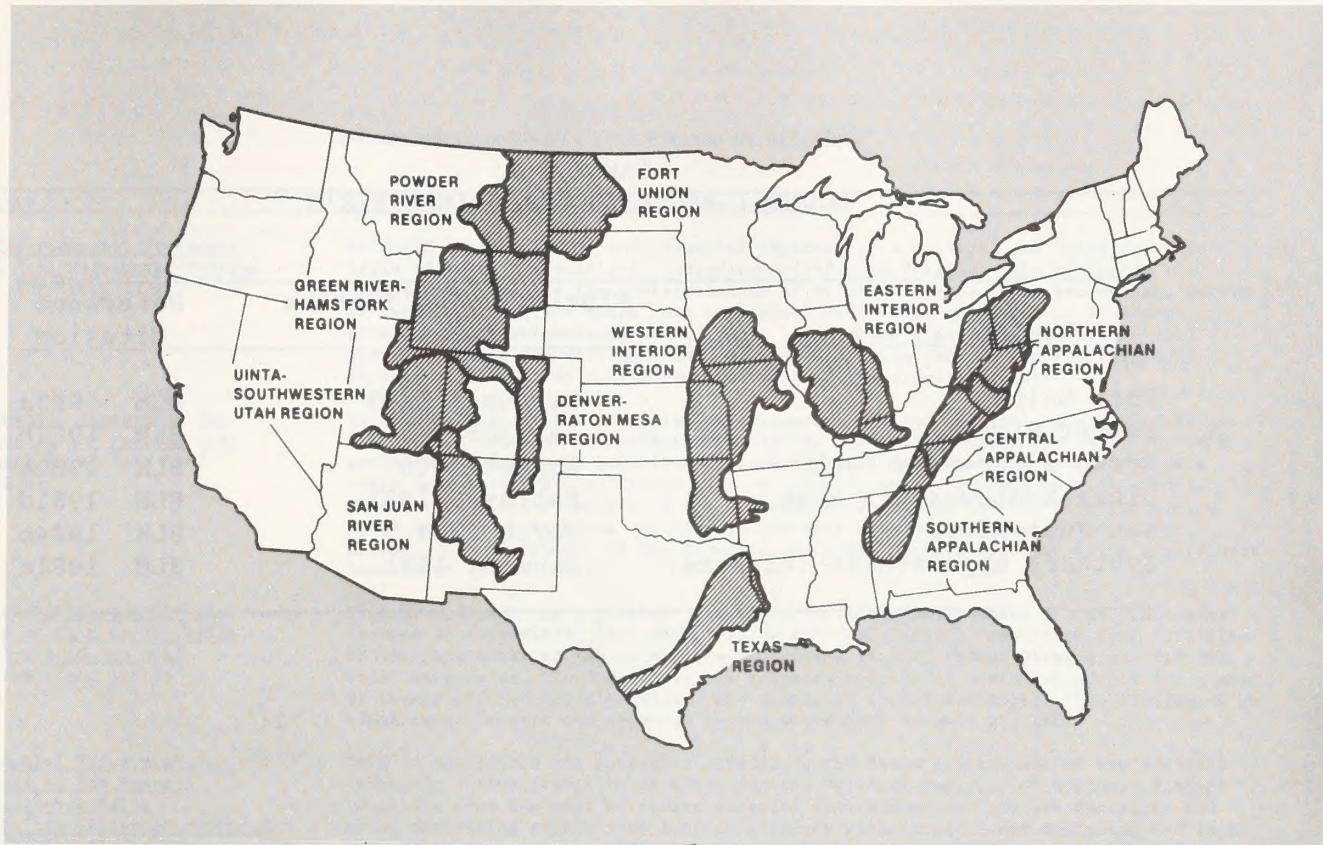 POWDER
RIVER
REGION
FORT
UNION
REGION
GREEN RIVER-
HAMS FORK
REGION
EASTERN
INTERIOR
REGION
WESTERN
INTERIOR
REGION
NORTHERN
APPALACHIAN
REGION
UINTA-
SOUTHWESTERN
UTAH REGION
DENVER-
RATON MESA
REGION
CENTRAL
APPALACHIAN
REGION
SAN JUAN
RIVER
REGION
SOUTHERN
APPALACHIAN
REGION
TEXAS
REGION